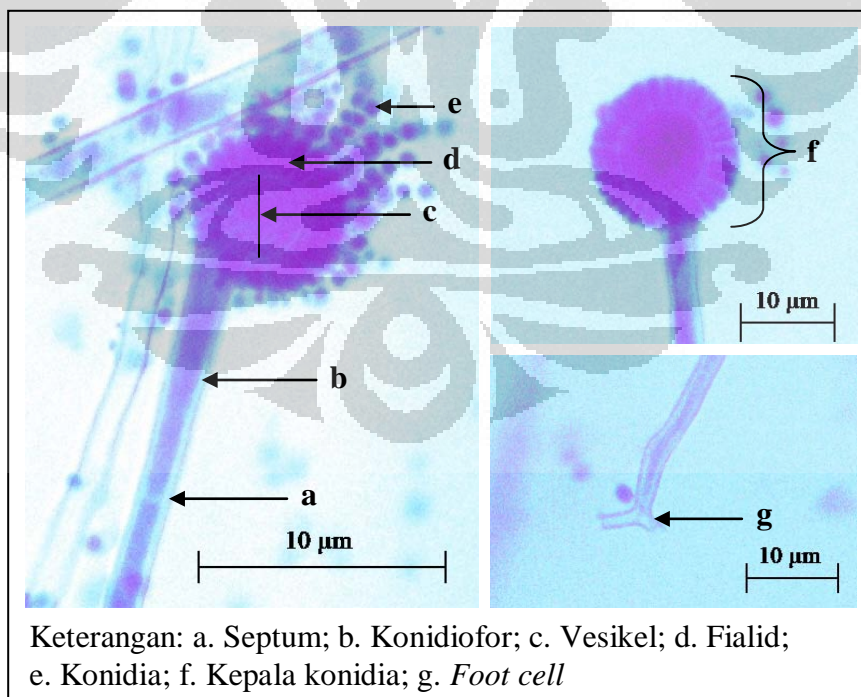 e
d
c
b
a
10 μm
f
10 μm
g
10 μm
Keterangan: a. Septum; b. Konidiofor; c. Vesikel; d. Fialid;
e. Konidia; f. Kepala konidia; g. Foot cell